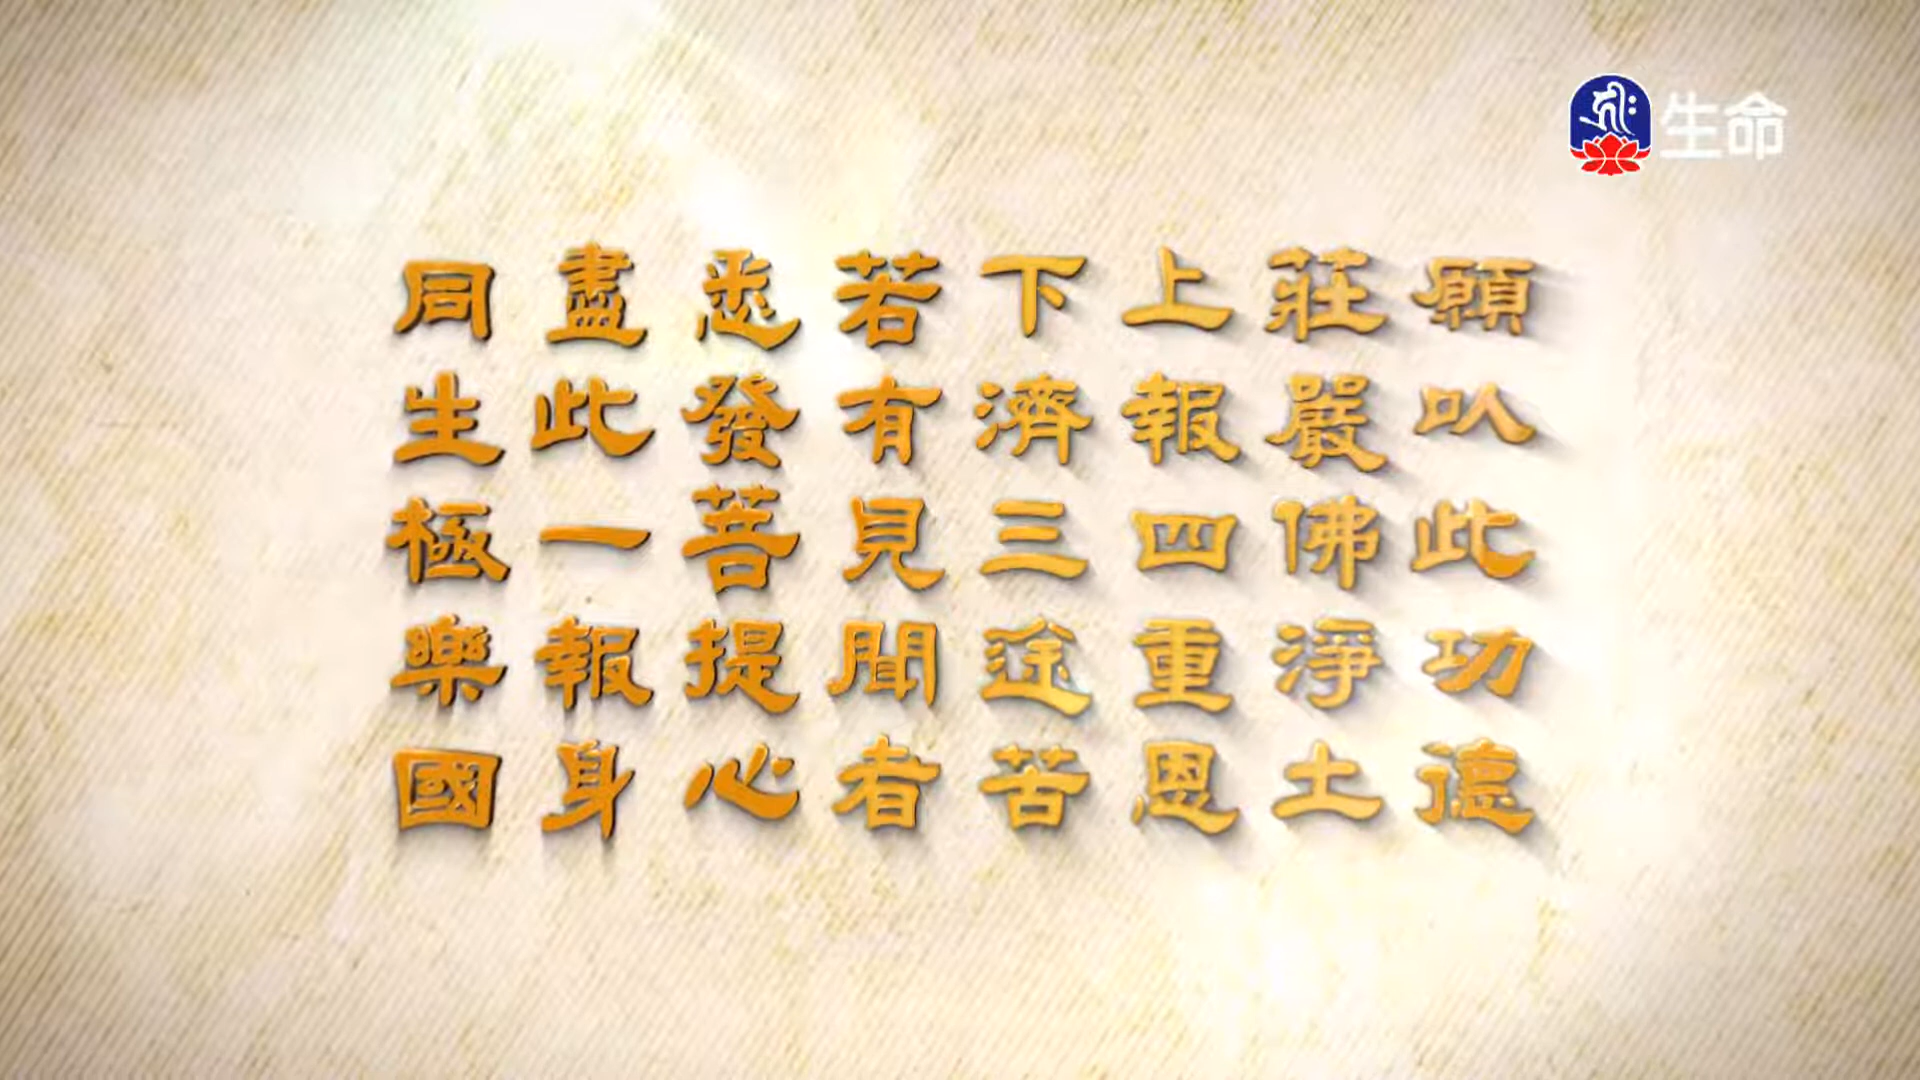 願以此功德
莊嚴佛淨土
上報四重恩
下濟三途苦
若有見聞者
悉發菩提心
盡此一報身
同生極樂國
生命